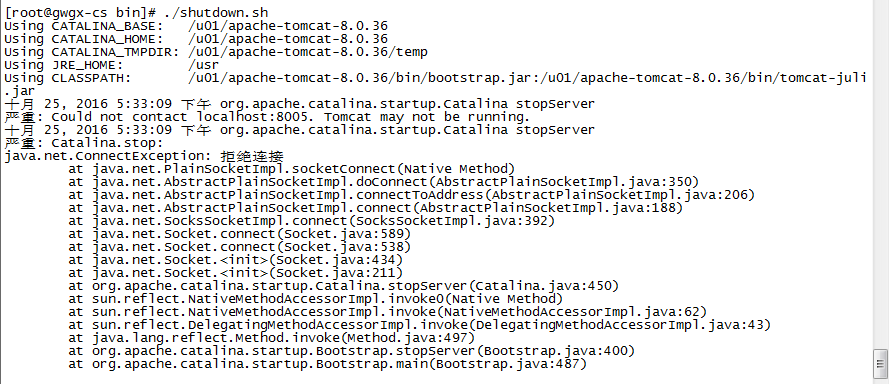 [root@gwgx-cs bin]# ./shutdown.sh
Using CATALINA_BASE:   /u01/apache-tomcat-8.0.36
Using CATALINA_HOME:   /u01/apache-tomcat-8.0.36
Using CATALINA_TMPDIR: /u01/apache-tomcat-8.0.36/temp
Using JRE_HOME:        /usr
Using CLASSPATH:       /u01/apache-tomcat-8.0.36/bin/bootstrap.jar:/u01/apache-tomcat-8.0.36/bin/tomcat-juli
.jar
十月 25, 2016 5:33:09 下午 org.apache.catalina.startup.Catalina stopServer
严重: Could not contact localhost:8005. Tomcat may not be running.
十月 25, 2016 5:33:09 下午 org.apache.catalina.startup.Catalina stopServer
严重: Catalina.stop:
java.net.ConnectException: 拒绝连接
        at java.net.PlainSocketImpl.socketConnect(Native Method)
        at java.net.AbstractPlainSocketImpl.doConnect(AbstractPlainSocketImpl.java:350)
        at java.net.AbstractPlainSocketImpl.connectToAddress(AbstractPlainSocketImpl.java:206)
        at java.net.AbstractPlainSocketImpl.connect(AbstractPlainSocketImpl.java:188)
        at java.net.SocksSocketImpl.connect(SocksSocketImpl.java:392)
        at java.net.Socket.connect(Socket.java:589)
        at java.net.Socket.connect(Socket.java:538)
        at java.net.Socket.<init>(Socket.java:434)
        at java.net.Socket.<init>(Socket.java:211)
        at org.apache.catalina.startup.Catalina.stopServer(Catalina.java:450)
        at sun.reflect.NativeMethodAccessorImpl.invoke0(Native Method)
        at sun.reflect.NativeMethodAccessorImpl.invoke(NativeMethodAccessorImpl.java:62)
        at sun.reflect.DelegatingMethodAccessorImpl.invoke(DelegatingMethodAccessorImpl.java:43)
        at java.lang.reflect.Method.invoke(Method.java:497)
        at org.apache.catalina.startup.Bootstrap.stopServer(Bootstrap.java:400)
        at org.apache.catalina.startup.Bootstrap.main(Bootstrap.java:487)